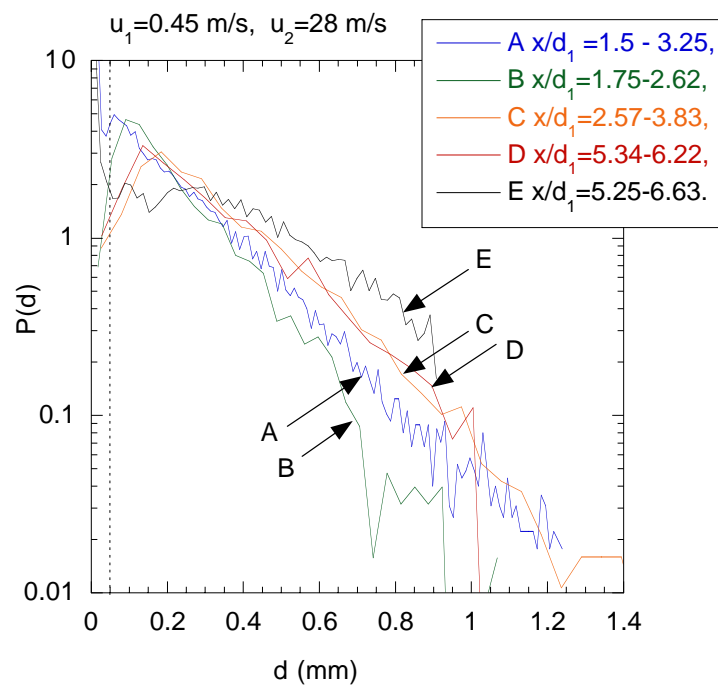 u₁=0.45 m/s, u₂=28 m/s
A x/d₁ =1.5 - 3.25,
B x/d₁=1.75-2.62,
C x/d₁=2.57-3.83,
D x/d₁=5.34-6.22,
E x/d₁=5.25-6.63.
10
1
0.1
0.01
P(d)
E
C
D
A
B
0 0.2 0.4 0.6 0.8 1 1.2 1.4
d (mm)